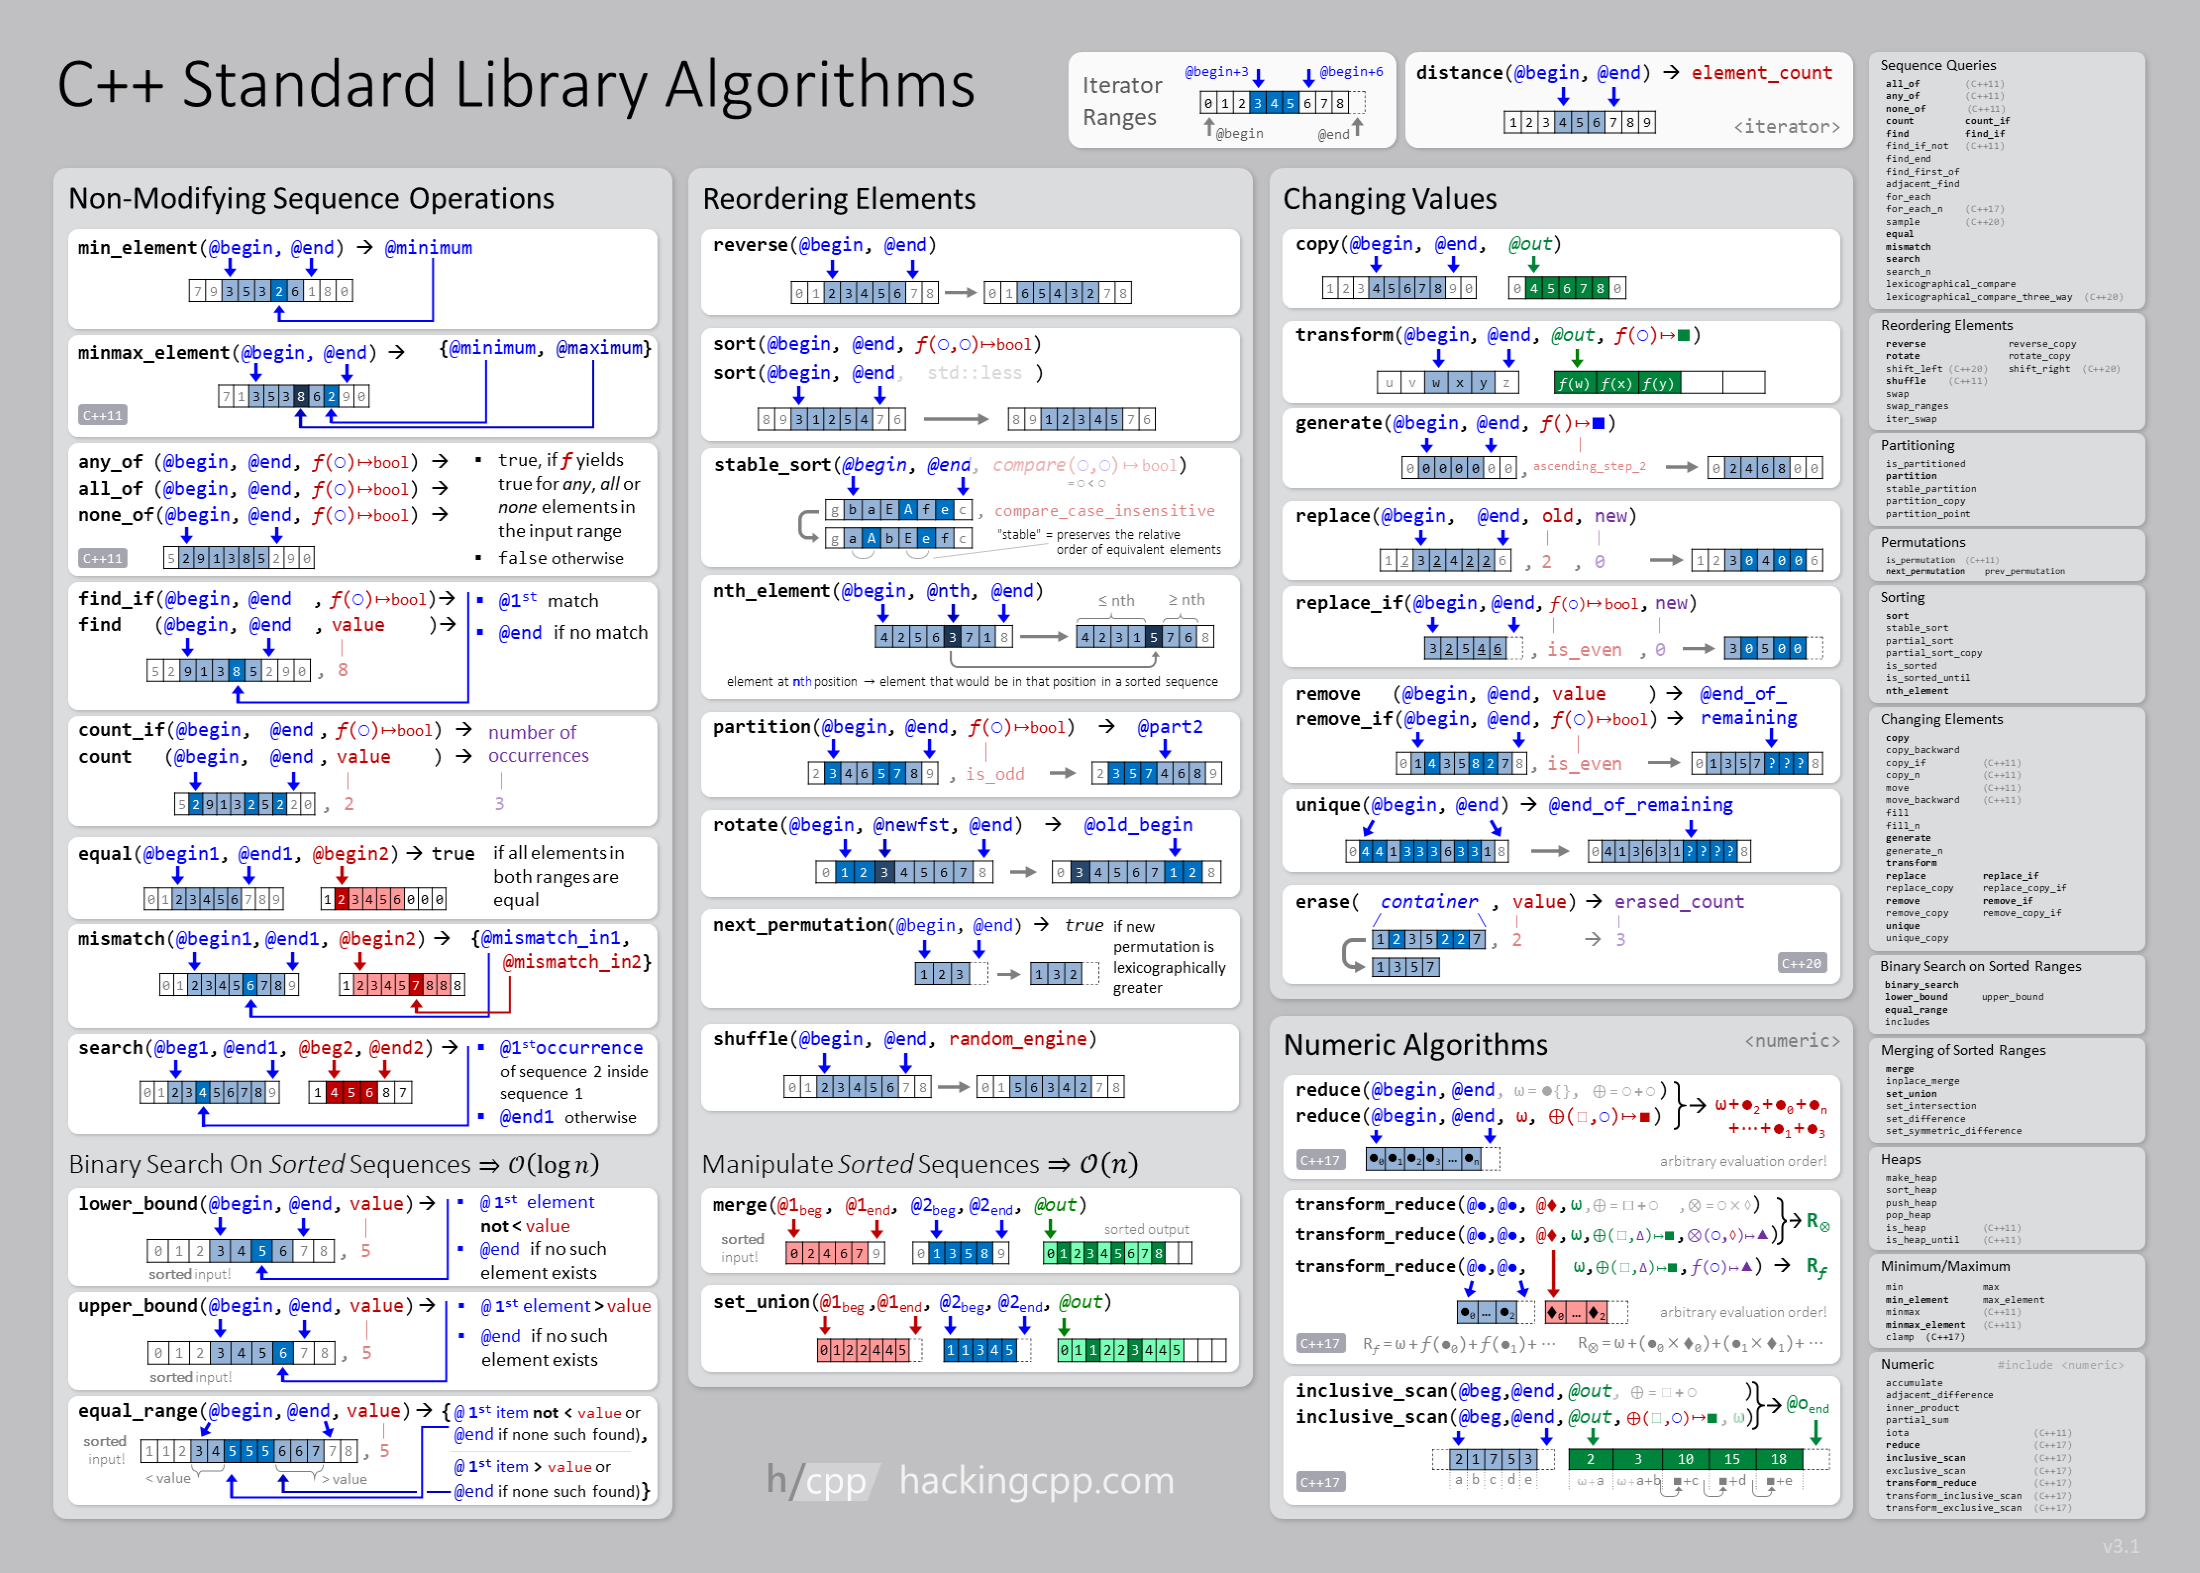 C++ Standard Library Algorithms
Iterator
Ranges
@begin+3
@begin+6
0 1 2 3 4 5 6 7 8
@begin
@end
distance(@begin, @end) → element_count
1 2 3 4 5 6 7 8 9
<iterator>
Non-Modifying Sequence Operations
min_element(@begin, @end) → @minimum
7 9 3 5 3 2 6 1 8 0
minmax_element(@begin, @end) → {@minimum, @maximum}
7 1 3 5 3 8 6 2 9 0
C++11
any_of (@begin, @end, f(○)↦bool) →
all_of (@begin, @end, f(○)↦bool) →
none_of(@begin, @end, f(○)↦bool) →
▪ true, if f yields
true for any, all or
none elements in
the input range
▪ false otherwise
C++11
5 2 9 1 3 8 5 2 9 0
find_if(@begin, @end , f(○)↦bool)→
find (@begin, @end , value )→
▪ @1st match
▪ @end if no match
5 2 9 1 3 8 5 2 9 0 , 8
count_if(@begin, @end , f(○)↦bool) →
count (@begin, @end , value ) →
number of
occurrences
5 2 9 1 3 2 5 2 2 0 , 2
3
equal(@begin1, @end1, @begin2) → true
if all elements in
both ranges are
equal
0 1 2 3 4 5 6 7 8 9
1 2 3 4 5 6 0 0 0
mismatch(@begin1,@end1, @begin2) → {@mismatch_in1,
@mismatch_in2}
0 1 2 3 4 5 6 7 8 9
1 2 3 4 5 7 8 8 8
search(@beg1,@end1, @beg2,@end2) →
▪ @1st occurrence
of sequence 2 inside
sequence 1
▪ @end1 otherwise
0 1 2 3 4 5 6 7 8 9
1 4 5 6 8 7
Binary Search On Sorted Sequences ⇒ O(log n)
lower_bound(@begin, @end, value) →
▪ @ 1st element
not < value
▪ @end if no such
element exists
0 1 2 3 4 5 6 7 8 , 5
sorted input!
upper_bound(@begin, @end, value) →
▪ @ 1st element > value
▪ @end if no such
element exists
0 1 2 3 4 5 6 7 8 , 5
sorted input!
equal_range(@begin, @end, value) → { @ 1st item not < value or
@end if none such found),
@ 1st item > value or
@end if none such found)}
sorted
input!
1 1 2 3 4 5 5 5 6 6 7 7 8 , 5
< value
> value
Reordering Elements
reverse(@begin, @end)
0 1 2 3 4 5 6 7 8
0 1 6 5 4 3 2 7 8
sort(@begin, @end, f(○,○)↦bool)
sort(@begin, @end, std::less )
8 9 3 1 2 5 4 7 6
8 9 1 2 3 4 5 7 6
stable_sort(@begin, @end, compare(○,○)↦bool)
=○<○
g b a E A f e c , compare_case_insensitive
g a A b E e f c
"stable" = preserves the relative
order of equivalent elements
nth_element(@begin, @nth, @end)
≤ nth
≥ nth
4 2 5 6 3 7 1 8
4 2 3 1 5 7 6 8
element at nth position → element that would be in that position in a sorted sequence
partition(@begin, @end, f(○)↦bool) → @part2
2 3 4 6 5 7 8 9 , is_odd
2 3 5 7 4 6 8 9
rotate(@begin, @newfst, @end) → @old_begin
0 1 2 3 4 5 6 7 8
0 3 4 5 6 7 1 2 8
next_permutation(@begin, @end) → true if new
permutation is
lexicographically
greater
1 2 3
1 3 2
shuffle(@begin, @end, random_engine)
0 1 2 3 4 5 6 7 8
0 1 5 6 3 4 2 7 8
Manipulate Sorted Sequences ⇒ O(n)
merge(@1beg, @1end, @2beg,@2end, @out)
sorted output
sorted
input!
0 2 4 6 7 9
0 1 3 5 8 9
0 1 2 3 4 5 6 7 8
set_union(@1beg,@1end, @2beg,@2end, @out)
0 1 2 2 4 4 5
1 1 3 4 5
0 1 1 2 2 3 4 4 5
h/cpp hackingcpp.com
Changing Values
copy(@begin, @end, @out)
1 2 3 4 5 6 7 8 9 0
0 4 5 6 7 8 0
transform(@begin, @end, @out, f(○)↦■)
u v w x y z
f(w) f(x) f(y)
generate(@begin, @end, f()↦■)
0 0 0 0 0 0 0 , ascending_step_2
0 2 4 6 8 0 0
replace(@begin, @end, old, new)
1 2 3 2 4 2 2 6 , 2 , 0
1 2 3 0 4 0 0 6
replace_if(@begin,@end, f(○)↦bool, new)
3 2 5 4 6 , is_even , 0
3 0 5 0 0
remove (@begin, @end, value ) → @end_of_
remove_if(@begin, @end, f(○)↦bool) → remaining
0 1 4 3 5 8 2 7 8 , is_even
0 1 3 5 7 ? ? ? 8
unique(@begin, @end) → @end_of_remaining
0 4 4 1 3 3 3 6 3 3 1 8
0 4 1 3 6 3 1 ? ? ? ? 8
erase( container , value) → erased_count
1 2 3 5 2 2 7 , 2 → 3
1 3 5 7
C++20
Numeric Algorithms
<numeric>
reduce(@begin,@end, ω=●{}, ⊕=○+○ )
reduce(@begin,@end, ω, ⊕(□,○)↦■)
→ ω+●2+●0+●n
+⋯+●1+●3
C++17
●0 ●1 ●2 ●3 … ●n
arbitrary evaluation order!
transform_reduce(@●,@●, @♦,ω,⊕=□+○ ,⊗=○×◊)
transform_reduce(@●,@●, @♦,ω,⊕(□,△)↦■,⊗(○,◊)↦▲)
→ R⊗
transform_reduce(@●,@●, ω,⊕(□,△)↦■,f(○)↦▲) → Rf
●0 … ●2
♦0 … ♦2
arbitrary evaluation order!
C++17
Rf=ω+f(●0)+f(●1)+⋯
R⊗=ω+(●0×♦0)+(●1×♦1)+⋯
inclusive_scan(@beg,@end,@out, ⊕=□+○ )
inclusive_scan(@beg,@end,@out,⊕(□,○)↦■, ω)
→@oend
2 1 7 5 3
2 3 10 15 18
C++17
a b c d e
ω+a ω+a+b ■+c ■+d ■+e
Sequence Queries
all_of (C++11)
any_of (C++11)
none_of (C++11)
count count_if
find find_if
find_if_not (C++11)
find_end
find_first_of
adjacent_find
for_each
for_each_n (C++17)
sample (C++20)
equal
mismatch
search
search_n
lexicographical_compare
lexicographical_compare_three_way (C++20)
Reordering Elements
reverse reverse_copy
rotate rotate_copy
shift_left (C++20) shift_right (C++20)
shuffle (C++11)
swap
swap_ranges
iter_swap
Partitioning
is_partitioned
partition
stable_partition
partition_copy
partition_point
Permutations
is_permutation (C++11)
next_permutation prev_permutation
Sorting
sort
stable_sort
partial_sort
partial_sort_copy
is_sorted
is_sorted_until
nth_element
Changing Elements
copy
copy_backward
copy_if (C++11)
copy_n (C++11)
move (C++11)
move_backward (C++11)
fill
fill_n
generate
generate_n
transform
replace replace_if
replace_copy replace_copy_if
remove remove_if
remove_copy remove_copy_if
unique
unique_copy
Binary Search on Sorted Ranges
binary_search
lower_bound upper_bound
equal_range
includes
Merging of Sorted Ranges
merge
inplace_merge
set_union
set_intersection
set_difference
set_symmetric_difference
Heaps
make_heap
sort_heap
push_heap
pop_heap
is_heap (C++11)
is_heap_until (C++11)
Minimum/Maximum
min max
min_element max_element
minmax (C++11)
minmax_element (C++11)
clamp (C++17)
Numeric #include <numeric>
accumulate
adjacent_difference
inner_product
partial_sum
iota (C++11)
reduce (C++17)
inclusive_scan (C++17)
exclusive_scan (C++17)
transform_reduce (C++17)
transform_inclusive_scan (C++17)
transform_exclusive_scan (C++17)
v3.1